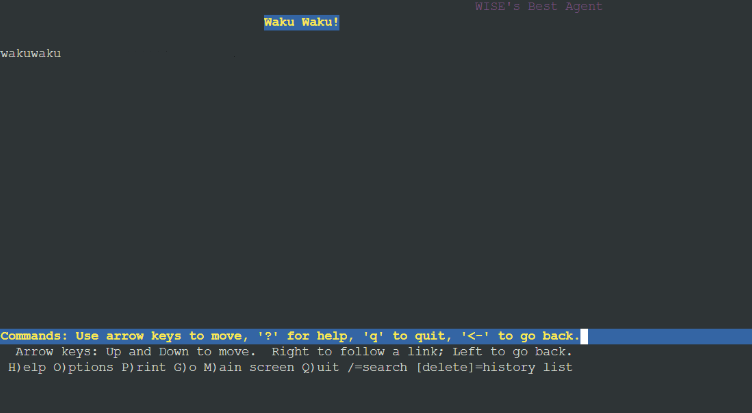 WISE's Best Agent
Waku Waku!
wakuwaku
Commands: Use arrow keys to move, '?' for help, 'q' to quit, '<-' to go back.
Arrow keys: Up and Down to move.  Right to follow a link; Left to go back.
H)elp O)ptions P)rint G)o M)ain screen Q)uit /=search [delete]=history list